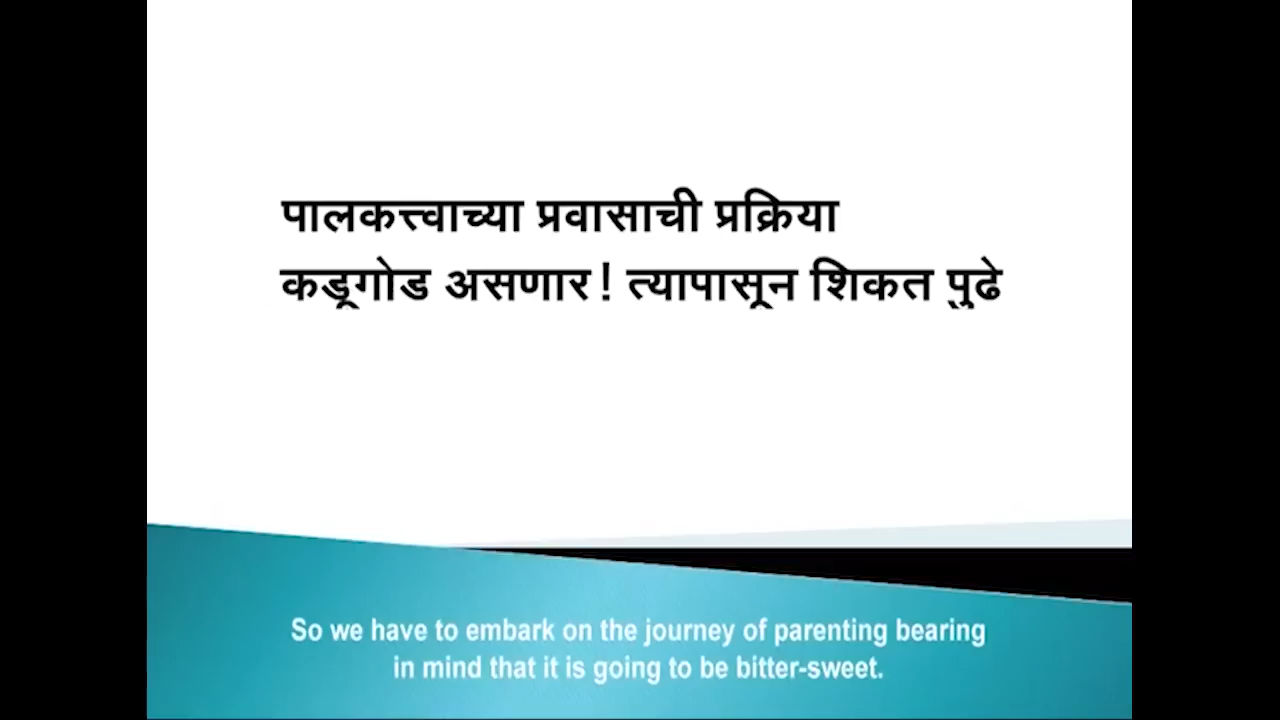 पालकत्त्वाच्या प्रवासाची प्रक्रिया
कडूगोड असणार! त्यापासून शिकत पुढे
So we have to embark on the journey of parenting bearing
in mind that it is going to be bitter-sweet.